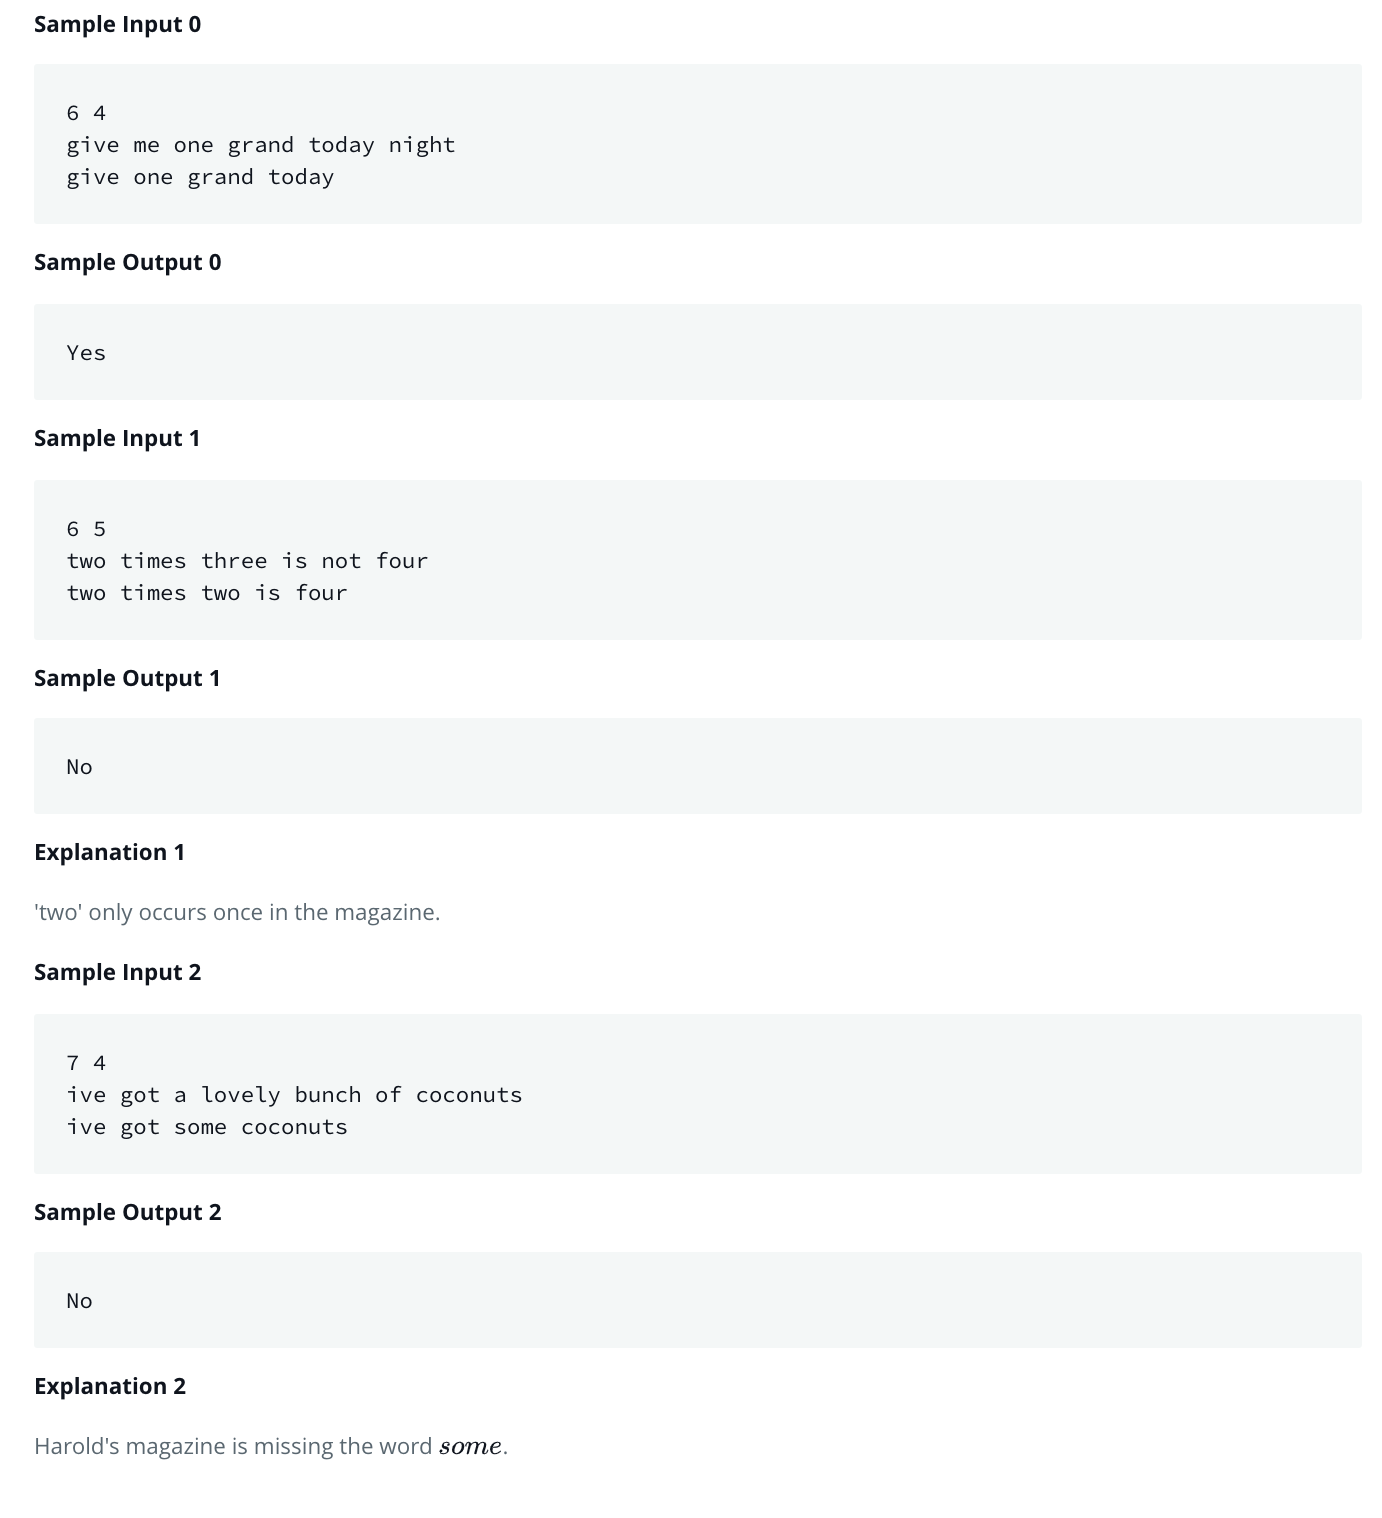 Sample Input 0
6 4
give me one grand today night
give one grand today
Sample Output 0
Yes
Sample Input 1
6 5
two times three is not four
two times two is four
Sample Output 1
No
Explanation 1
'two' only occurs once in the magazine.
Sample Input 2
7 4
ive got a lovely bunch of coconuts
ive got some coconuts
Sample Output 2
No
Explanation 2
Harold's magazine is missing the word some.